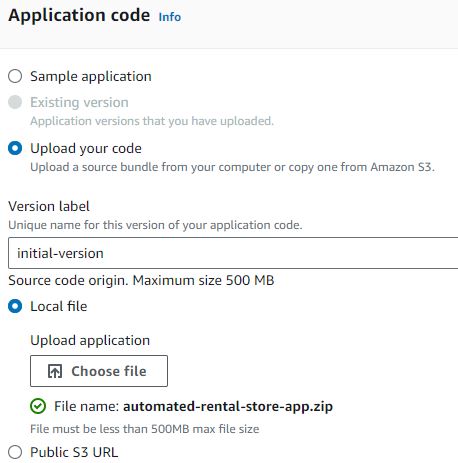 Application code Info
Sample application
Existing version
Application versions that you have uploaded.
Upload your code
Upload a source bundle from your computer or copy one from Amazon S3.
Version label
Unique name for this version of your application code.
initial-version
Source code origin. Maximum size 500 MB
Local file
Upload application
Choose file
File name: automated-rental-store-app.zip
File must be less than 500MB max file size
Public S3 URL